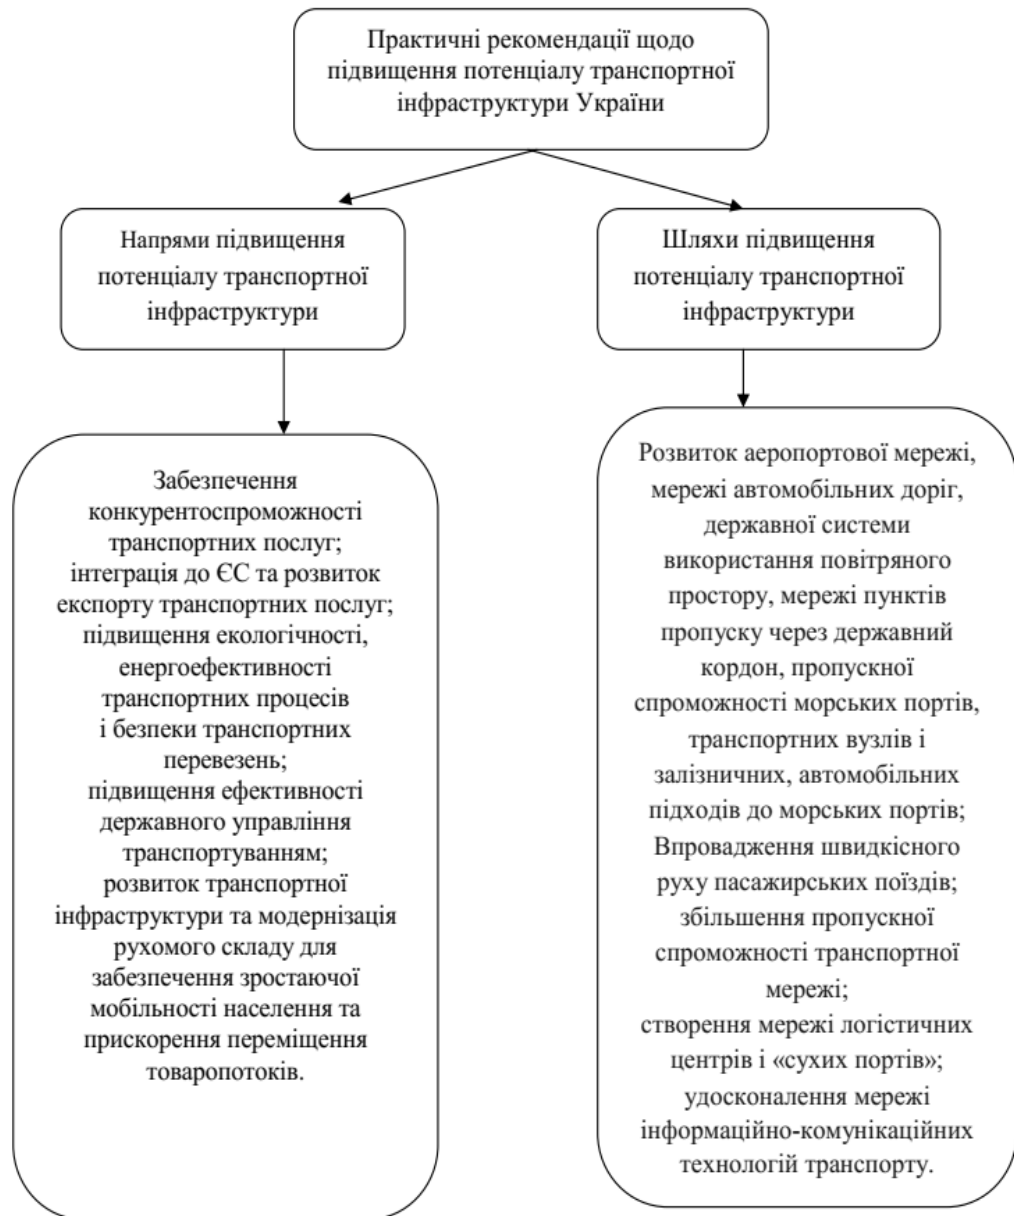 Практичні рекомендації щодо
підвищення потенціалу транспортної
інфраструктури України
Напрями підвищення
потенціалу транспортної
інфраструктури
Шляхи підвищення
потенціалу транспортної
інфраструктури
Забезпечення
конкурентоспроможності
транспортних послуг;
інтеграція до ЄС та розвиток
експорту транспортних послуг;
підвищення екологічності,
енергоефективності
транспортних процесів
і безпеки транспортних
перевезень;
підвищення ефективності
державного управління
транспортуванням;
розвиток транспортної
інфраструктури та модернізація
рухомого складу для
забезпечення зростаючої
мобільності населення та
прискорення переміщення
товаропотоків.
Розвиток аеропортової мережі,
мережі автомобільних доріг,
державної системи
використання повітряного
простору, мережі пунктів
пропуску через державний
кордон, пропускної
спроможності морських портів,
транспортних вузлів і
залізничних, автомобільних
підходів до морських портів;
Впровадження швидкісного
руху пасажирських поїздів;
збільшення пропускної
спроможності транспортної
мережі;
створення мережі логістичних
центрів і «сухих портів»;
удосконалення мережі
інформаційно-комунікаційних
технологій транспорту.